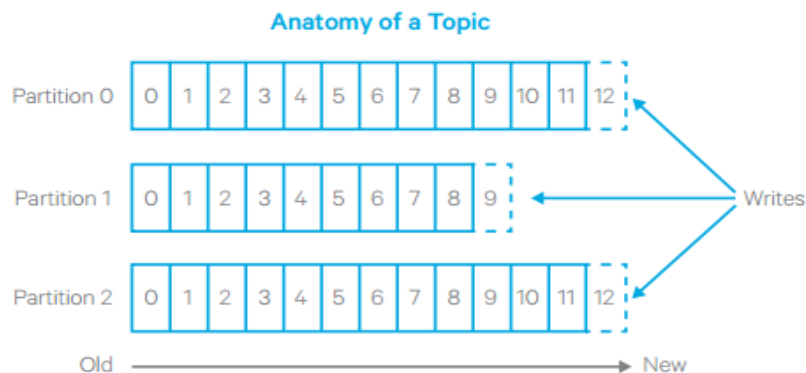 Anatomy of a Topic
Partition 0 0 1 2 3 4 5 6 7 8 9 10 11 12
Partition 1 0 1 2 3 4 5 6 7 8 9 Writes
Partition 2 0 1 2 3 4 5 6 7 8 9 10 11 12
Old New